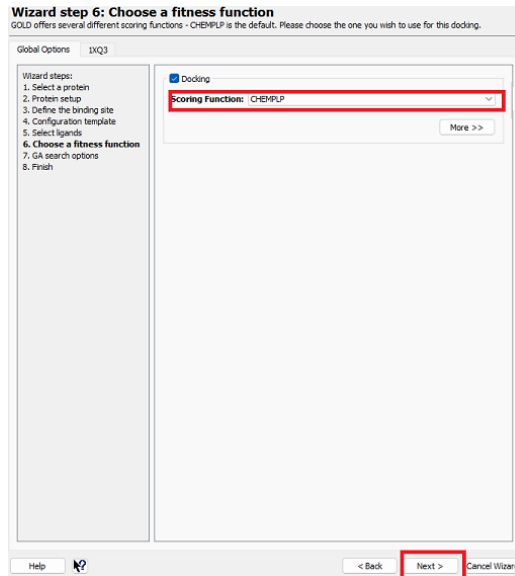 Wizard step 6: Choose a fitness function
GOLD offers several different scoring functions - CHEMPLP is the default. Please choose the one you wish to use for this docking.
Global Options 1XQ3
Wizard steps:
1. Select a protein
2. Protein setup
3. Define the binding site
4. Configuration template
5. Select ligands
6. Choose a fitness function
7. GA search options
8. Finish
Docking
Scoring Function: CHEMPLP
More >>
Help < Back Next > Cancel Wizar